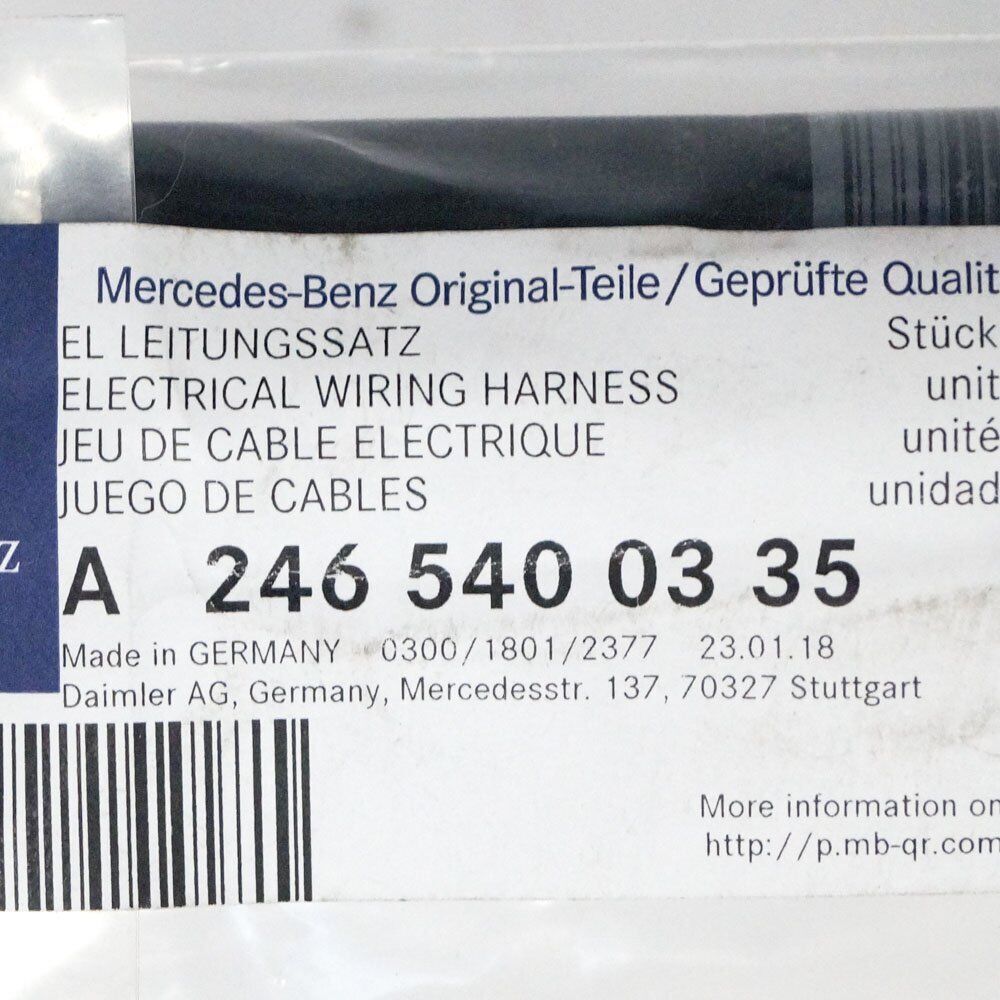 Mercedes-Benz Original-Teile/Geprüfte Qualit
EL LEITUNGSSATZ Stück
ELECTRICAL WIRING HARNESS unit
JEU DE CABLE ELECTRIQUE unité
JUEGO DE CABLES unidad
z
A 246 540 03 35
Made in GERMANY 0300/1801/2377 23.01.18
Daimler AG, Germany, Mercedesstr. 137, 70327 Stuttgart
More information on
http://p.mb-qr.com